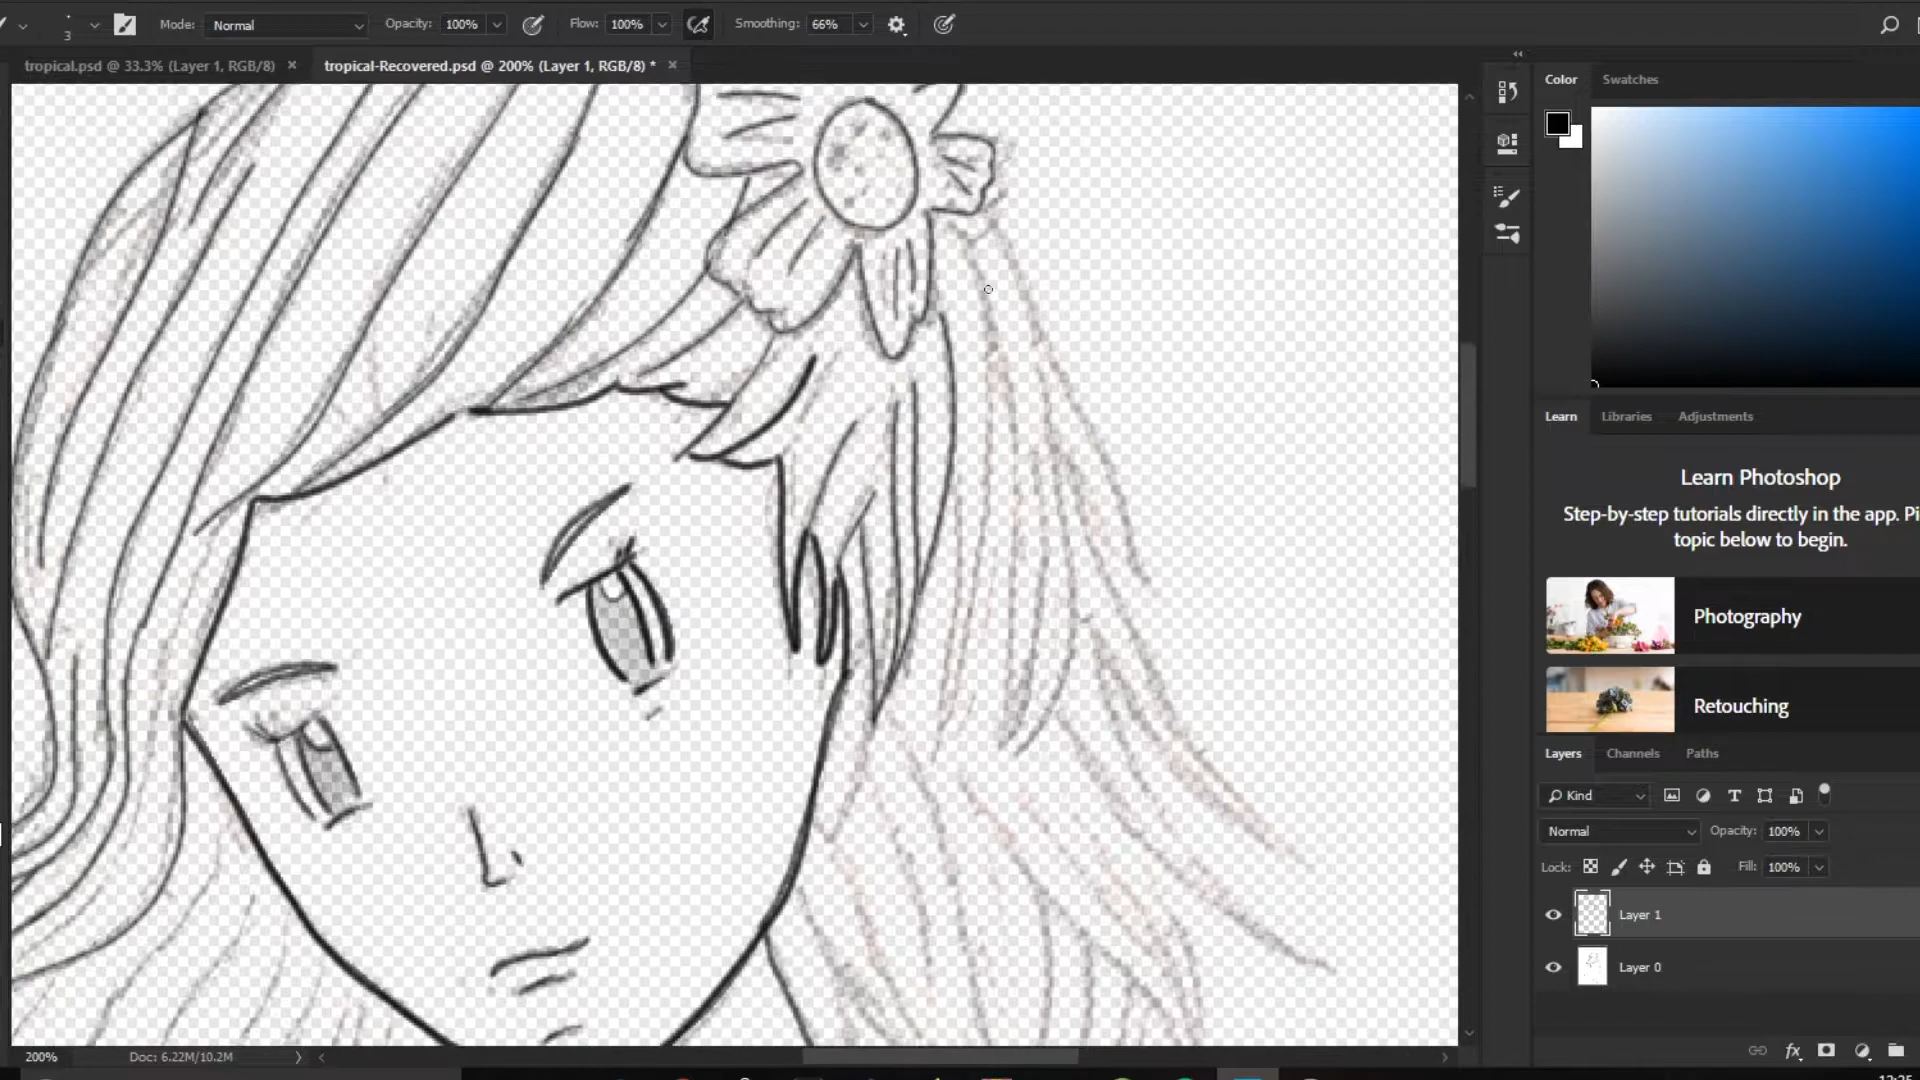 3 Mode: Normal Opacity: 100% Flow: 100% Smoothing: 66%
tropical.psd @ 33.3% (Layer 1, RGB/8) × tropical-Recovered.psd @ 200% (Layer 1, RGB/8) * ×
Color Swatches
Learn Libraries Adjustments
Learn Photoshop
Step-by-step tutorials directly in the app. Pi
topic below to begin.
Photography
Retouching
Layers Channels Paths
Kind
Normal Opacity: 100%
Lock: Fill: 100%
Layer 1
Layer 0
fx
200% Doc: 6.22M/10.2M